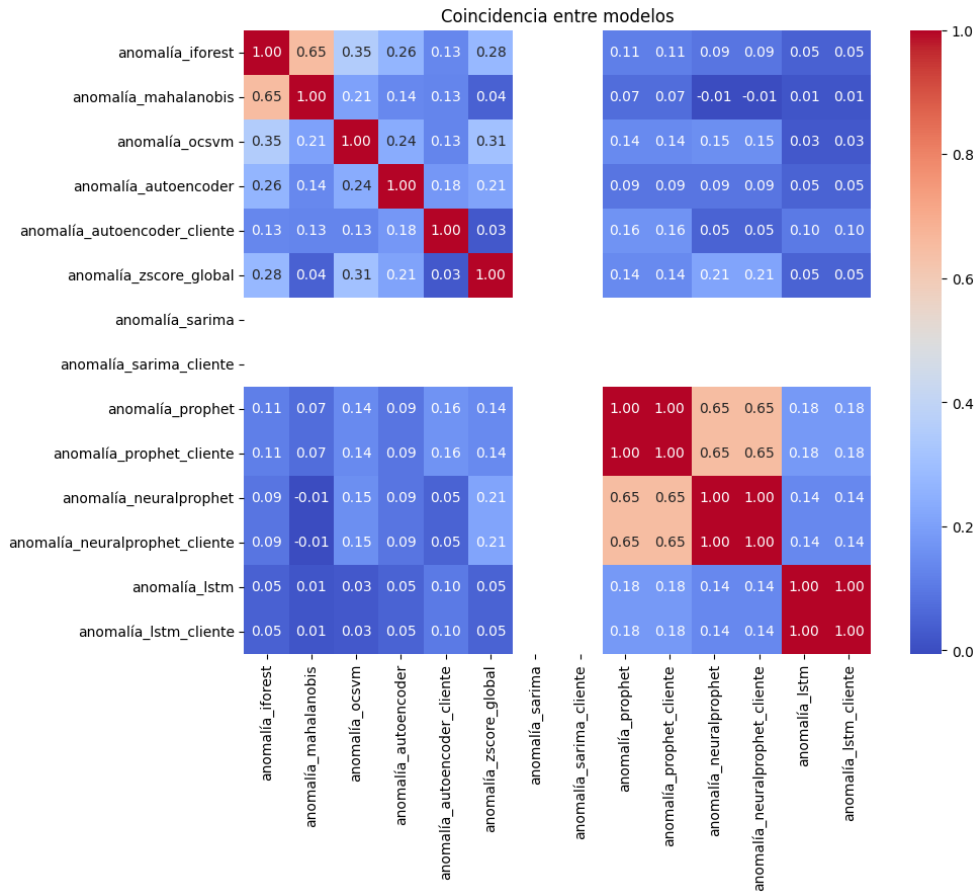 Coincidencia entre modelos
anomalía_iforest 1.00 0.65 0.35 0.26 0.13 0.28 0.11 0.11 0.09 0.09 0.05 0.05
anomalía_mahalanobis 0.65 1.00 0.21 0.14 0.13 0.04 0.07 0.07 -0.01 -0.01 0.01 0.01
anomalía_ocsvm 0.35 0.21 1.00 0.24 0.13 0.31 0.14 0.14 0.15 0.15 0.03 0.03
anomalía_autoencoder 0.26 0.14 0.24 1.00 0.18 0.21 0.09 0.09 0.09 0.09 0.05 0.05
anomalía_autoencoder_cliente 0.13 0.13 0.13 0.18 1.00 0.03 0.16 0.16 0.05 0.05 0.10 0.10
anomalía_zscore_global 0.28 0.04 0.31 0.21 0.03 1.00 0.14 0.14 0.21 0.21 0.05 0.05
anomalía_sarima
anomalía_sarima_cliente
anomalía_prophet 0.11 0.07 0.14 0.09 0.16 0.14 1.00 1.00 0.65 0.65 0.18 0.18
anomalía_prophet_cliente 0.11 0.07 0.14 0.09 0.16 0.14 1.00 1.00 0.65 0.65 0.18 0.18
anomalía_neuralprophet 0.09 -0.01 0.15 0.09 0.05 0.21 0.65 0.65 1.00 1.00 0.14 0.14
anomalía_neuralprophet_cliente 0.09 -0.01 0.15 0.09 0.05 0.21 0.65 0.65 1.00 1.00 0.14 0.14
anomalía_lstm 0.05 0.01 0.03 0.05 0.10 0.05 0.18 0.18 0.14 0.14 1.00 1.00
anomalía_lstm_cliente 0.05 0.01 0.03 0.05 0.10 0.05 0.18 0.18 0.14 0.14 1.00 1.00
anomalía_iforest
anomalía_mahalanobis
anomalía_ocsvm
anomalía_autoencoder
anomalía_autoencoder_cliente
anomalía_zscore_global
anomalía_sarima
anomalía_sarima_cliente
anomalía_prophet
anomalía_prophet_cliente
anomalía_neuralprophet
anomalía_neuralprophet_cliente
anomalía_lstm
anomalía_lstm_cliente
1.0
0.8
0.6
0.4
0.2
0.0